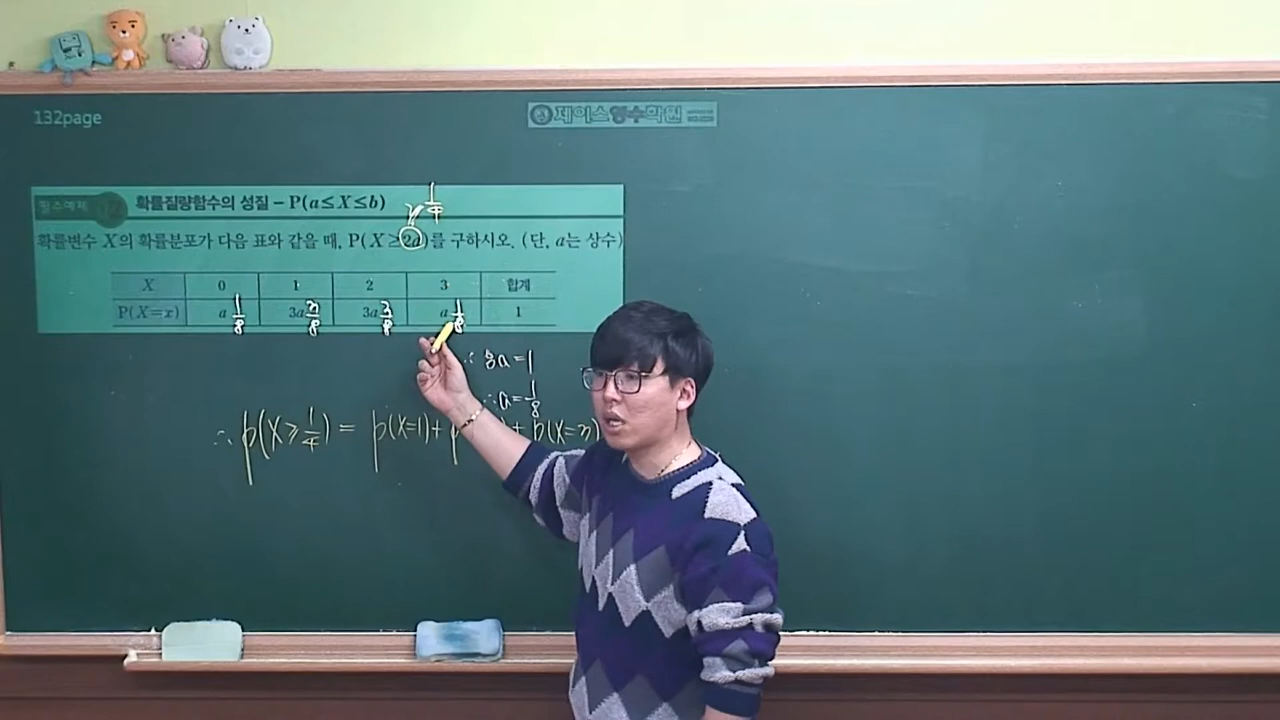 132page
제이스영수학원
필수예제
확률질량함수의 성질 – P(a≤X≤b)
1/4
확률변수 X의 확률분포가 다음 표와 같을 때, P(X≥2a)를 구하시오. (단, a는 상수)
X 0 1 2 3 합계
P(X=x) a 1/8 3a 3/8 3a 3/8 a 1/8 1
∴ 8a=1
∴ a=1/8
∴ p(X≥1/4) = p(X=1)+ p + p(X=3)